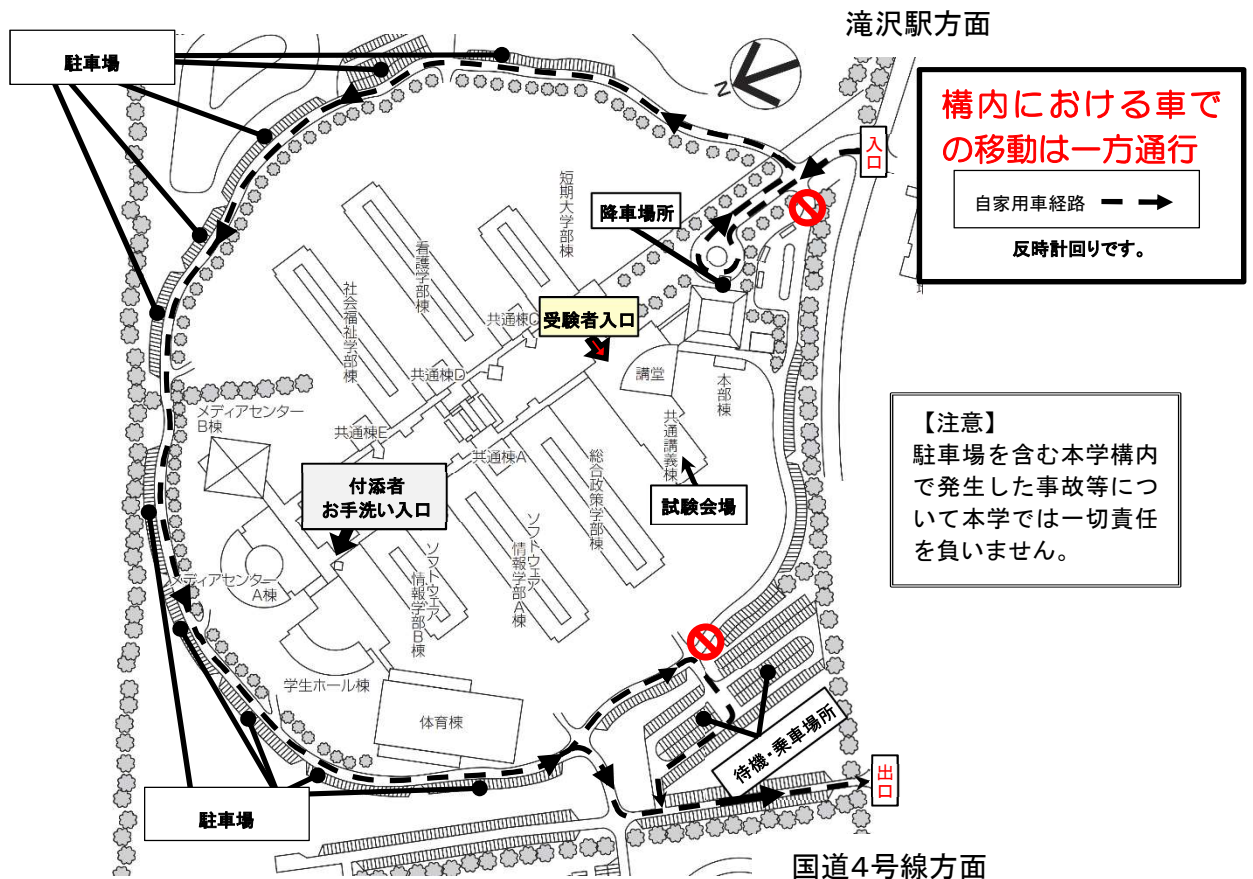 滝沢駅方面
駐車場
N
入口
構内における車で
の移動は一方通行
自家用車経路
反時計回りです。
降車場所
短期大学部棟
看護学部棟
社会福祉学部棟
共通棟C
受験者入口
共通棟D
講堂
本部棟
メディアセンター
B棟
共通棟E
共通棟A
共通講義棟
総合政策学部棟
試験会場
付添者
お手洗い入口
【注意】
駐車場を含む本学構内
で発生した事故等につ
いて本学では一切責任
を負いません。
ソフトウェア
情報学部A棟
ソフトウェア
情報学部B棟
メディアセンター
A棟
学生ホール棟
体育棟
待機・乗車場所
出口
駐車場
国道4号線方面